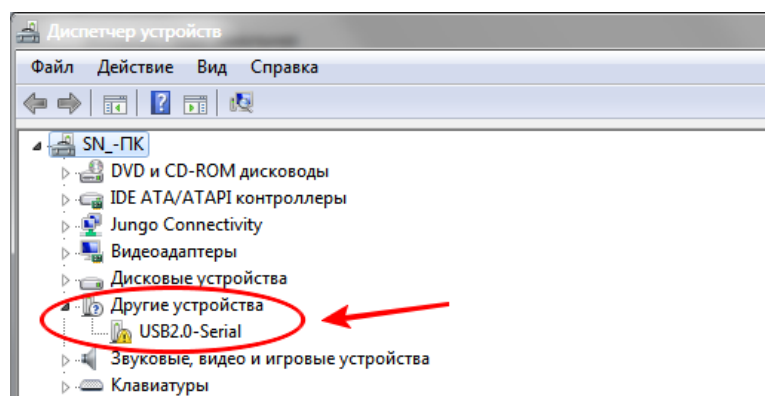 Диспетчер устройств
Файл Действие Вид Справка
SN_-ПК
DVD и CD-ROM дисководы
IDE ATA/ATAPI контроллеры
Jungo Connectivity
Видеоадаптеры
Дисковые устройства
Другие устройства
USB2.0-Serial
Звуковые, видео и игровые устройства
Клавиатуры